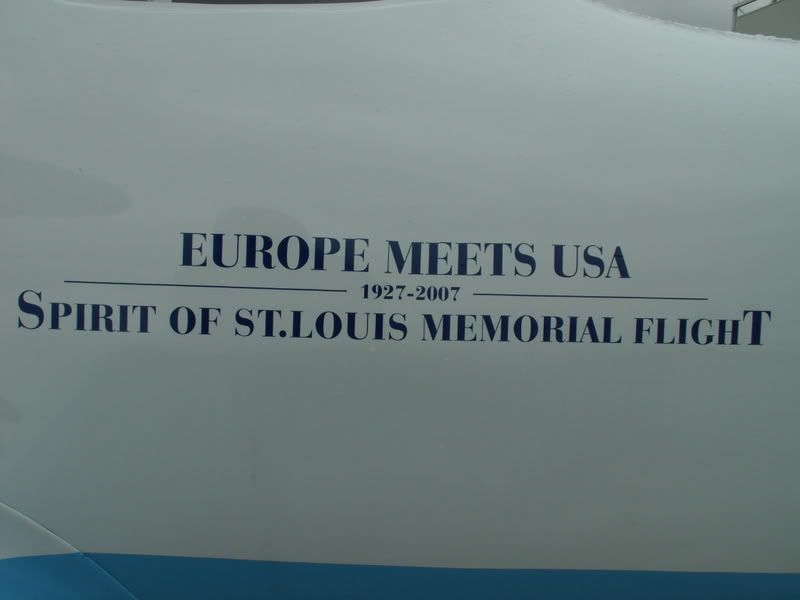 EUROPE MEETS USA
1927-2007
SPIRIT OF ST.LOUIS MEMORIAL FLIGHT